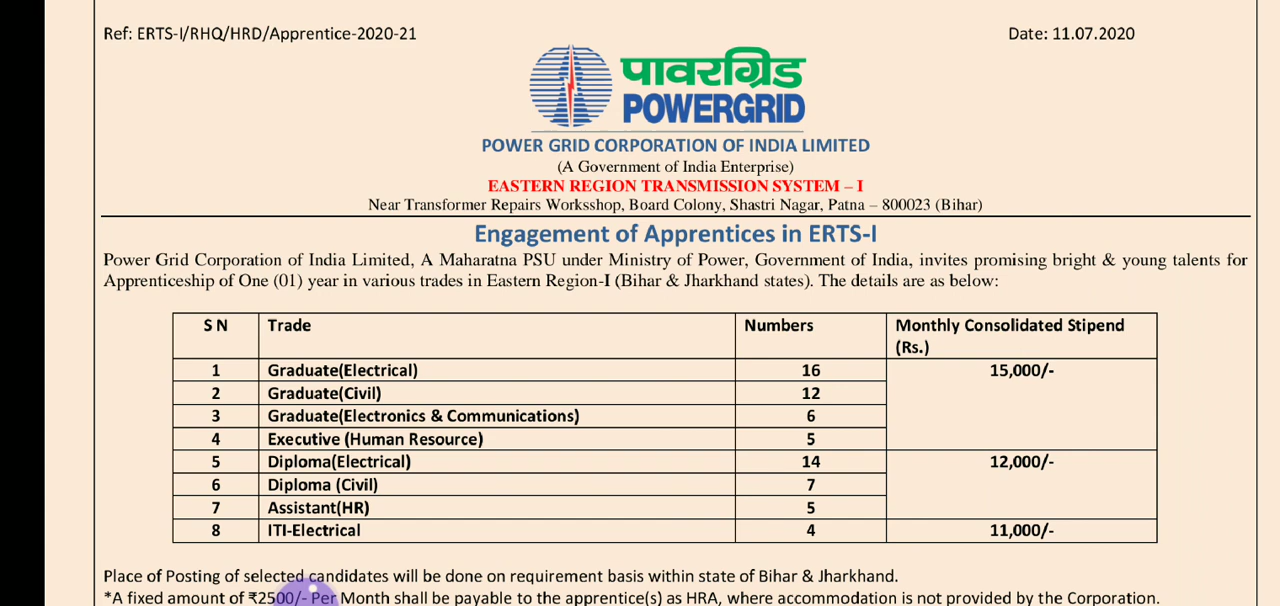 Ref: ERTS-I/RHQ/HRD/Apprentice-2020-21 Date: 11.07.2020
पावरग्रिड
POWERGRID
POWER GRID CORPORATION OF INDIA LIMITED
(A Government of India Enterprise)
EASTERN REGION TRANSMISSION SYSTEM – I
Near Transformer Repairs Worksshop, Board Colony, Shastri Nagar, Patna – 800023 (Bihar)
Engagement of Apprentices in ERTS-I
Power Grid Corporation of India Limited, A Maharatna PSU under Ministry of Power, Government of India, invites promising bright & young talents for
Apprenticeship of One (01) year in various trades in Eastern Region-I (Bihar & Jharkhand states). The details are as below:
S N Trade Numbers Monthly Consolidated Stipend
(Rs.)
1 Graduate(Electrical) 16 15,000/-
2 Graduate(Civil) 12
3 Graduate(Electronics & Communications) 6
4 Executive (Human Resource) 5
5 Diploma(Electrical) 14 12,000/-
6 Diploma (Civil) 7
7 Assistant(HR) 5
8 ITI-Electrical 4 11,000/-
Place of Posting of selected candidates will be done on requirement basis within state of Bihar & Jharkhand.
*A fixed amount of ₹2500/- Per Month shall be payable to the apprentice(s) as HRA, where accommodation is not provided by the Corporation.